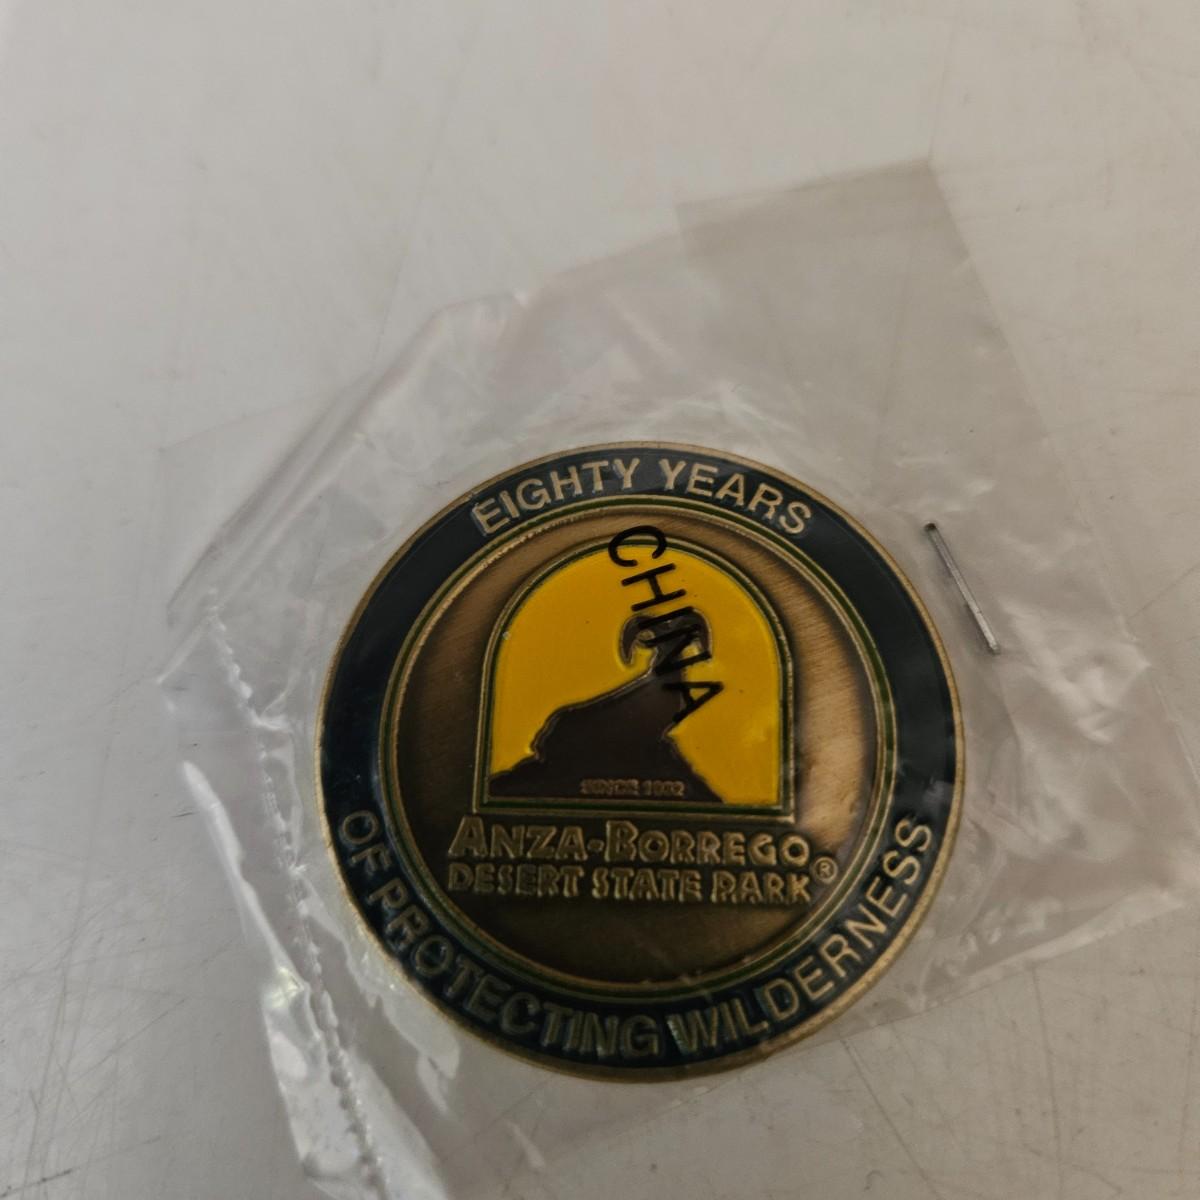 EIGHTY YEARS
CHINA
SINCE 1932
ANZA-BORREGO
DESERT STATE PARK®
OF PROTECTING WILDERNESS